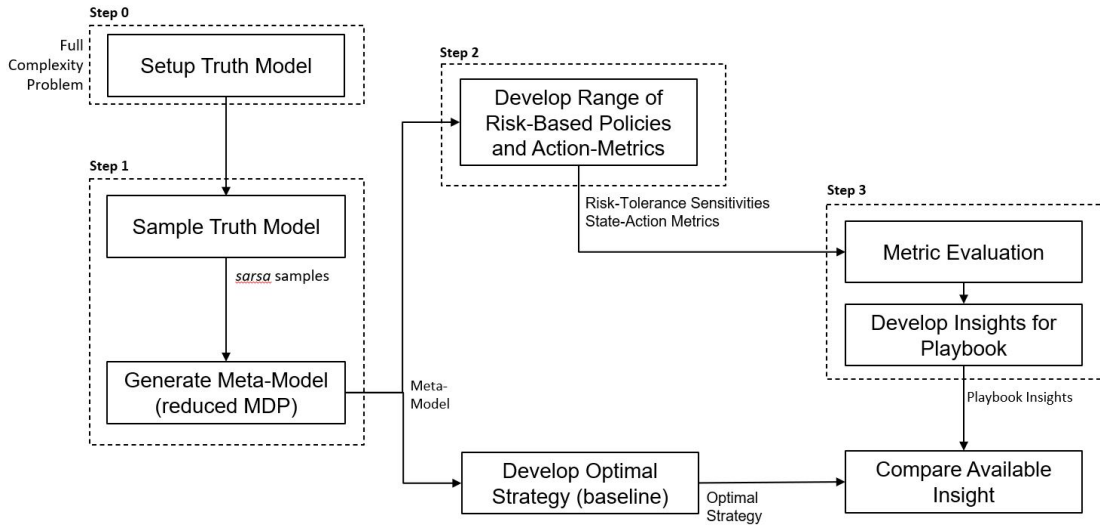 Step 0
Full
Complexity
Problem
Setup Truth Model
Step 1
Sample Truth Model
sarsa samples
Generate Meta-Model
(reduced MDP)
Meta-
Model
Step 2
Develop Range of
Risk-Based Policies
and Action-Metrics
Risk-Tolerance Sensitivities
State-Action Metrics
Step 3
Metric Evaluation
Develop Insights for
Playbook
Playbook Insights
Develop Optimal
Strategy (baseline)
Optimal
Strategy
Compare Available
Insight